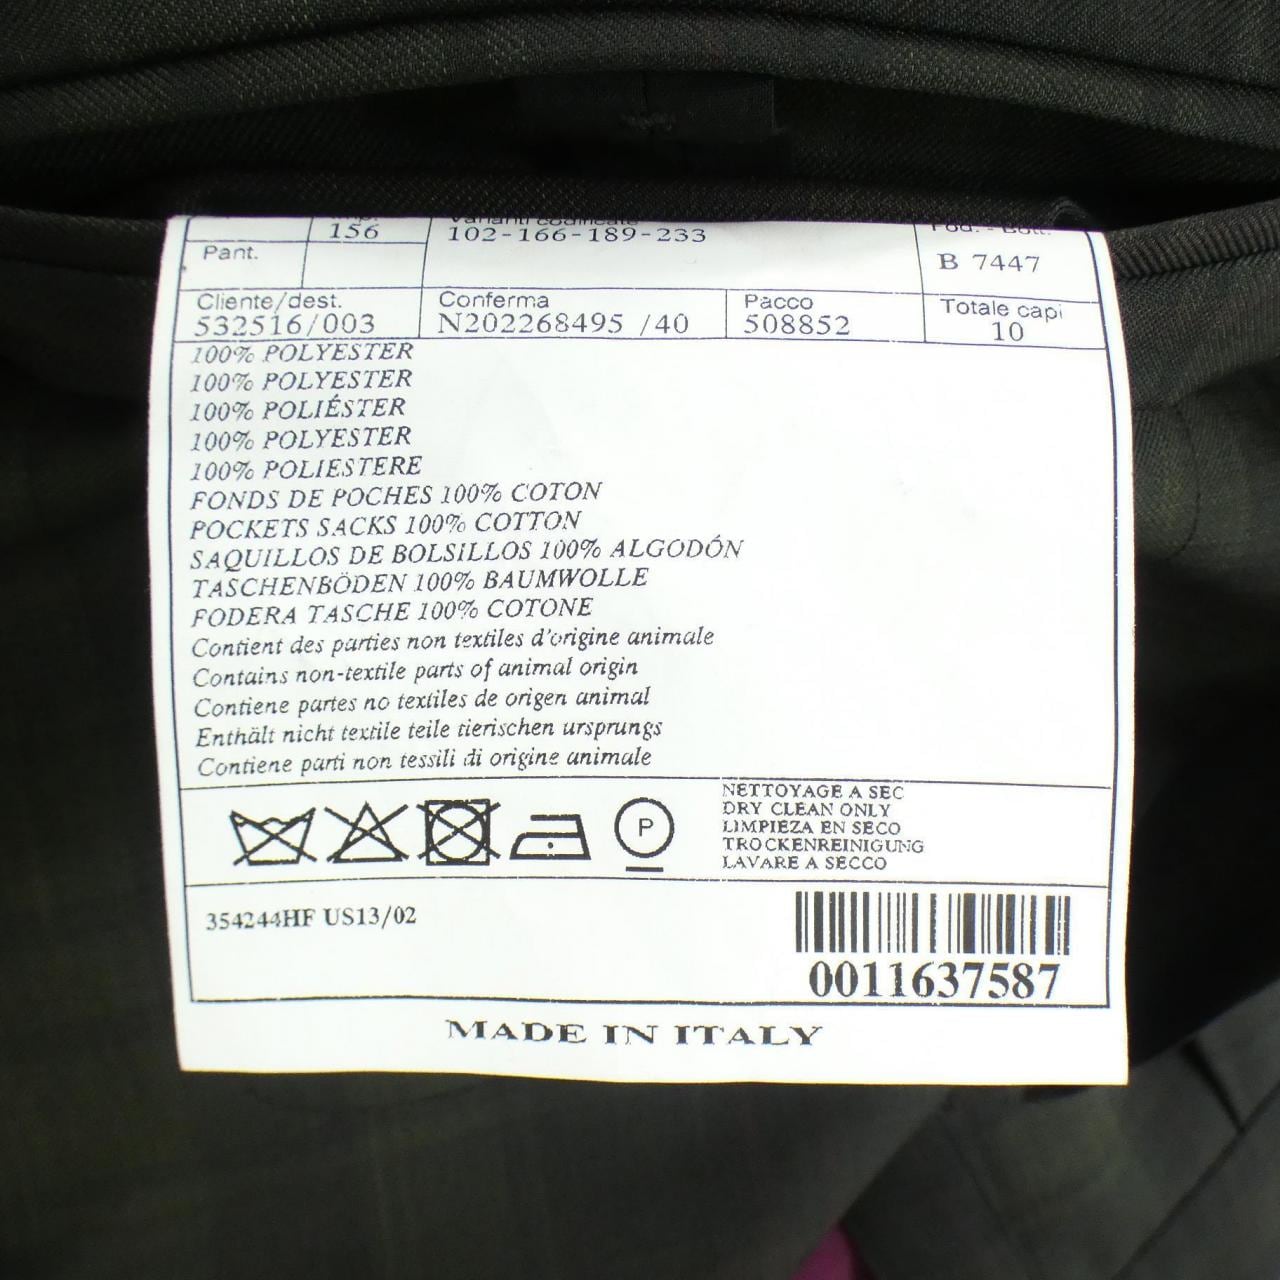 156
102-166-189-233
Pant.
B 7447
Cliente/dest.
532516/003
Conferma
N202268495 /40
Pacco
508852
Totale capi
10
100% POLYESTER
100% POLYESTER
100% POLIÉSTER
100% POLYESTER
100% POLIESTERE
FONDS DE POCHES 100% COTON
POCKETS SACKS 100% COTTON
SAQUILLOS DE BOLSILLOS 100% ALGODÓN
TASCHENBÖDEN 100% BAUMWOLLE
FODERA TASCHE 100% COTONE
Contient des parties non textiles d'origine animale
Contains non-textile parts of animal origin
Contiene partes no textiles de origen animal
Enthält nicht textile teile tierischen ursprungs
Contiene parti non tessili di origine animale
P
NETTOYAGE A SEC
DRY CLEAN ONLY
LIMPIEZA EN SECO
TROCKENREINIGUNG
LAVARE A SECCO
354244HF US13/02
0011637587
MADE IN ITALY